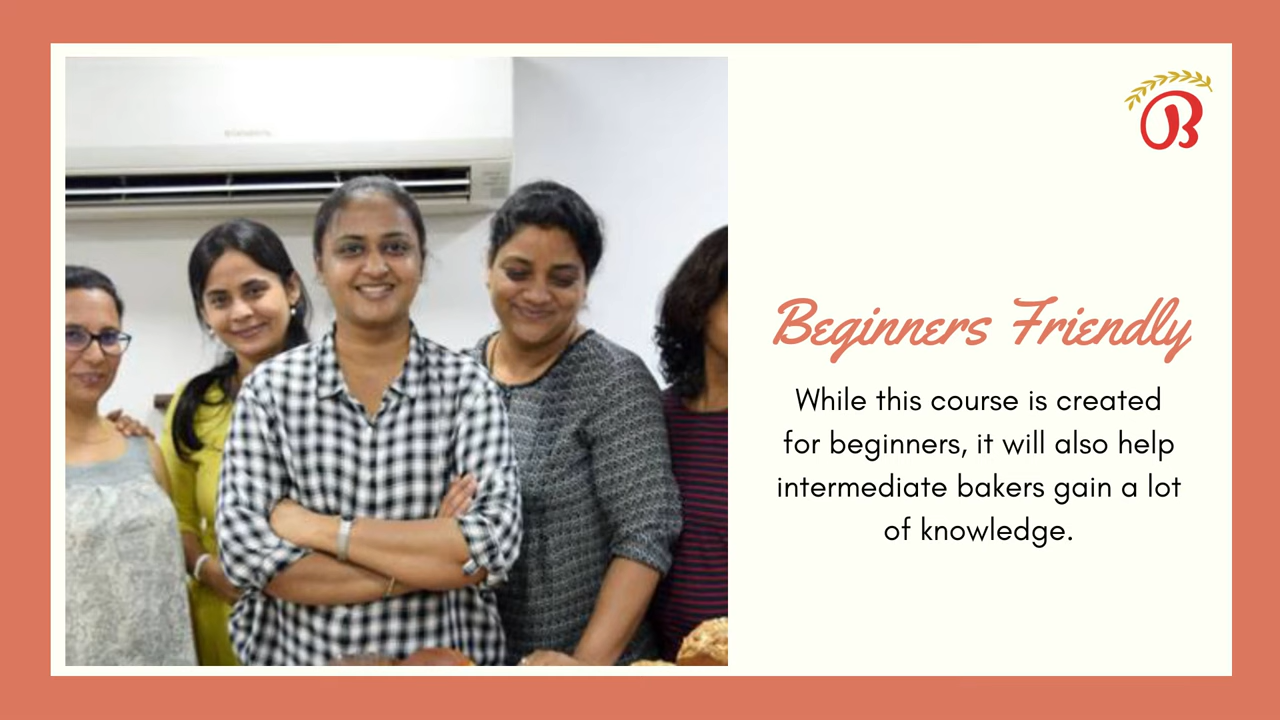 B
Beginners Friendly
While this course is created
for beginners, it will also help
intermediate bakers gain a lot
of knowledge.